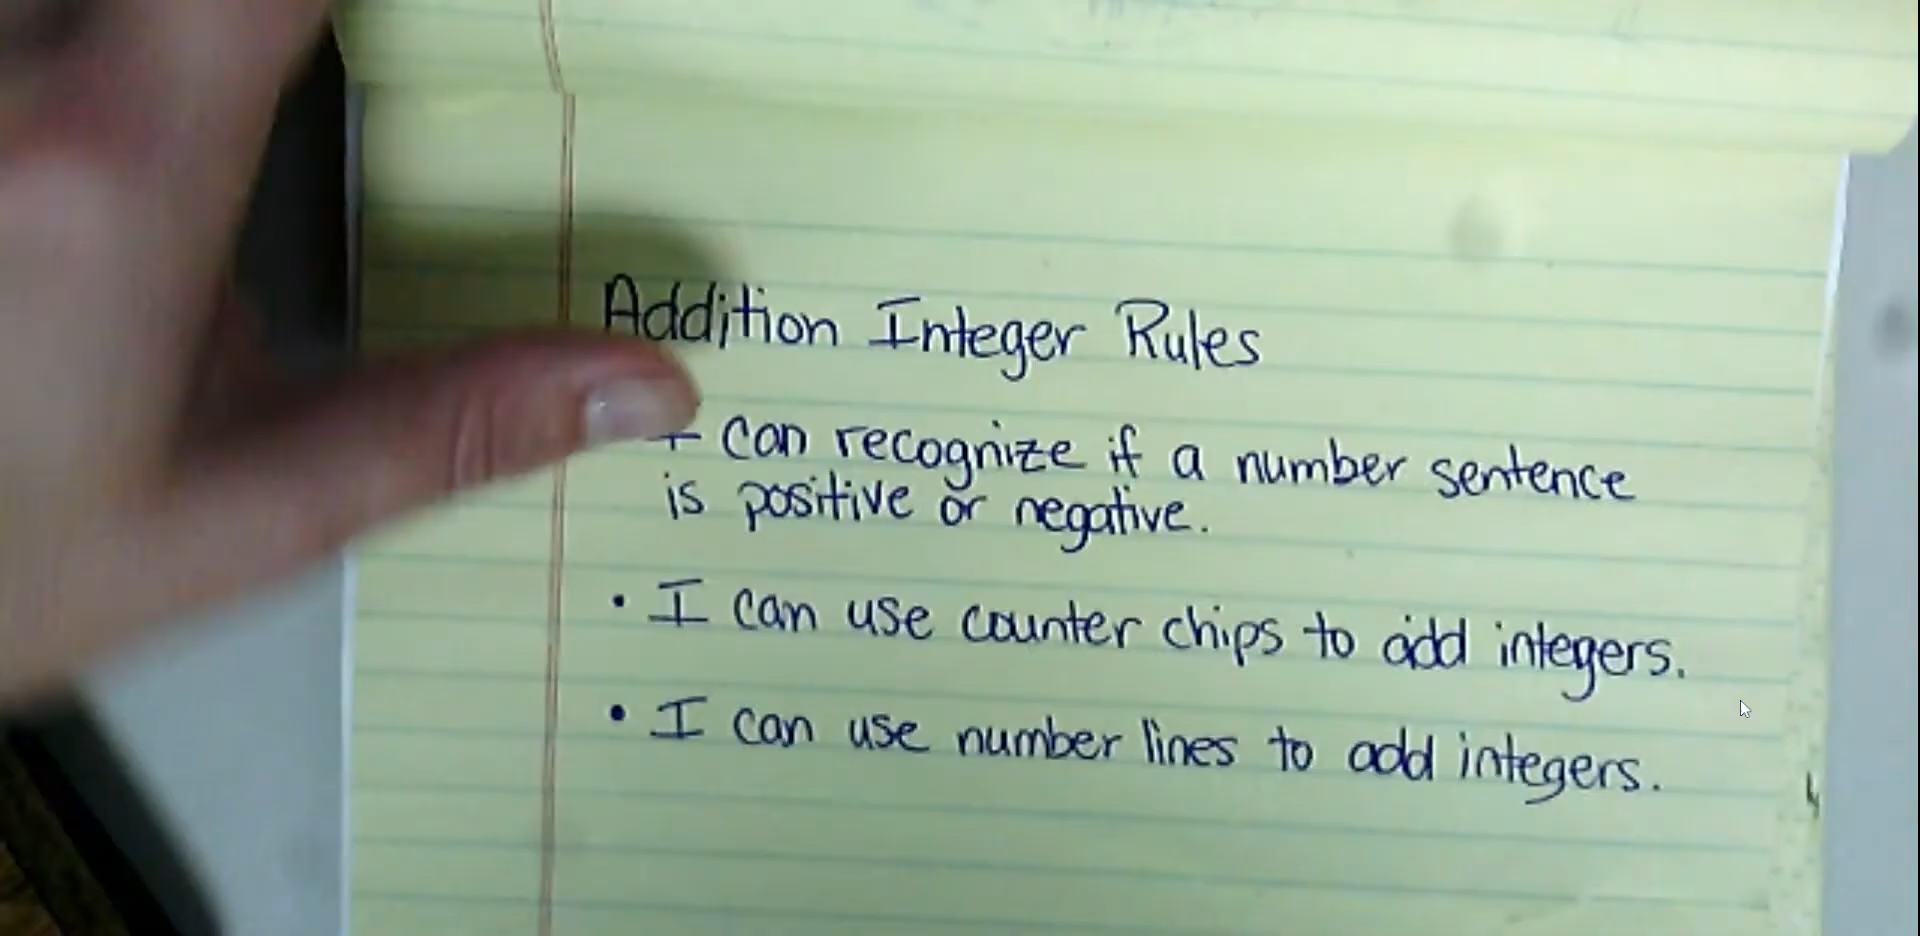 Addition Integer Rules
I can recognize if a number sentence
is positive or negative.
• I can use counter chips to add integers.
• I can use number lines to add integers.